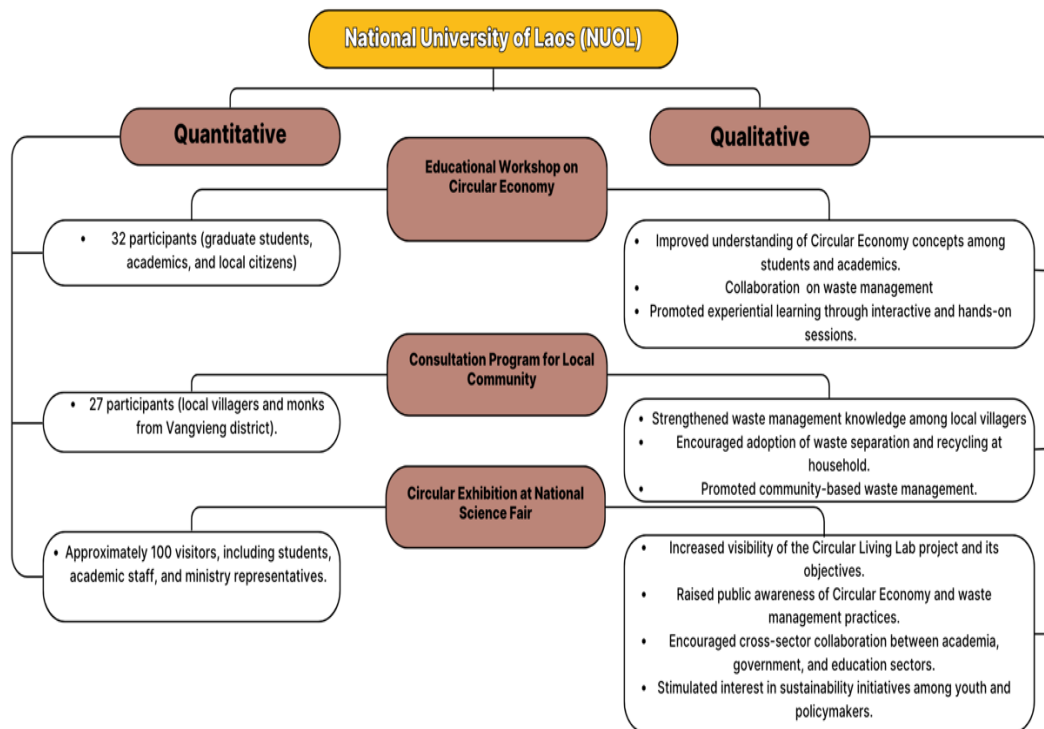 National University of Laos (NUOL)
Quantitative
Qualitative
Educational Workshop on
Circular Economy
• 32 participants (graduate students,
academics, and local citizens)
• Improved understanding of Circular Economy concepts among
students and academics.
• Collaboration on waste management
• Promoted experiential learning through interactive and hands-on
sessions.
Consultation Program for Local
Community
• 27 participants (local villagers and monks
from Vangvieng district).
• Strengthened waste management knowledge among local villagers
• Encouraged adoption of waste separation and recycling at
household.
• Promoted community-based waste management.
Circular Exhibition at National
Science Fair
• Approximately 100 visitors, including students,
academic staff, and ministry representatives.
• Increased visibility of the Circular Living Lab project and its
objectives.
• Raised public awareness of Circular Economy and waste
management practices.
• Encouraged cross-sector collaboration between academia,
government, and education sectors.
• Stimulated interest in sustainability initiatives among youth and
policymakers.